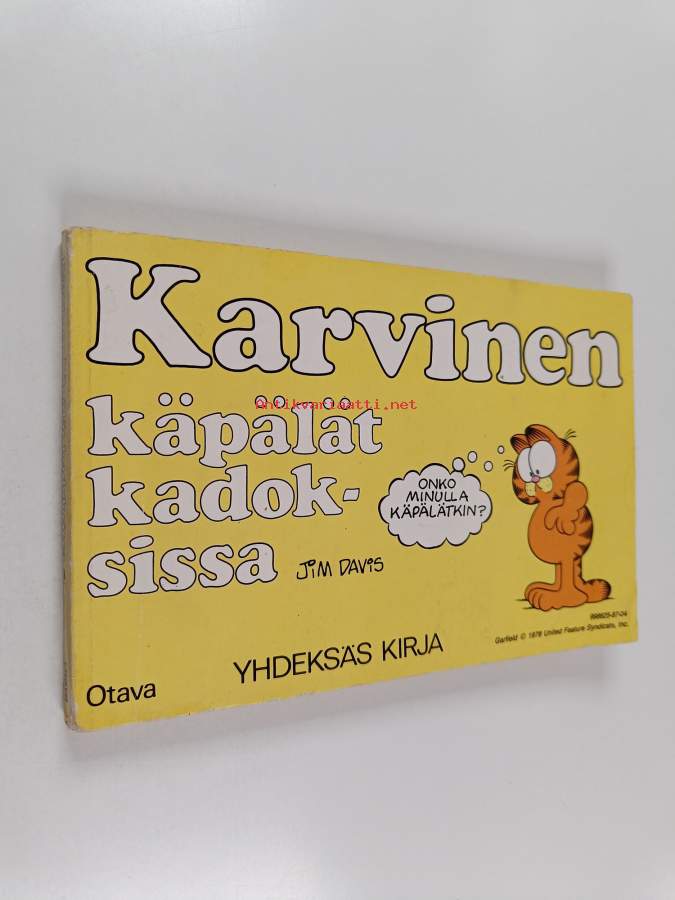 Karvinen
Antikvariaatti.net
käpälät
kadok-
sissa
JIM DAVIS
ONKO
MINULLA
KÄPÄLÄTKIN?
Garfield © 1978 United Feature Syndicate, Inc.
YHDEKSÄS KIRJA
Otava